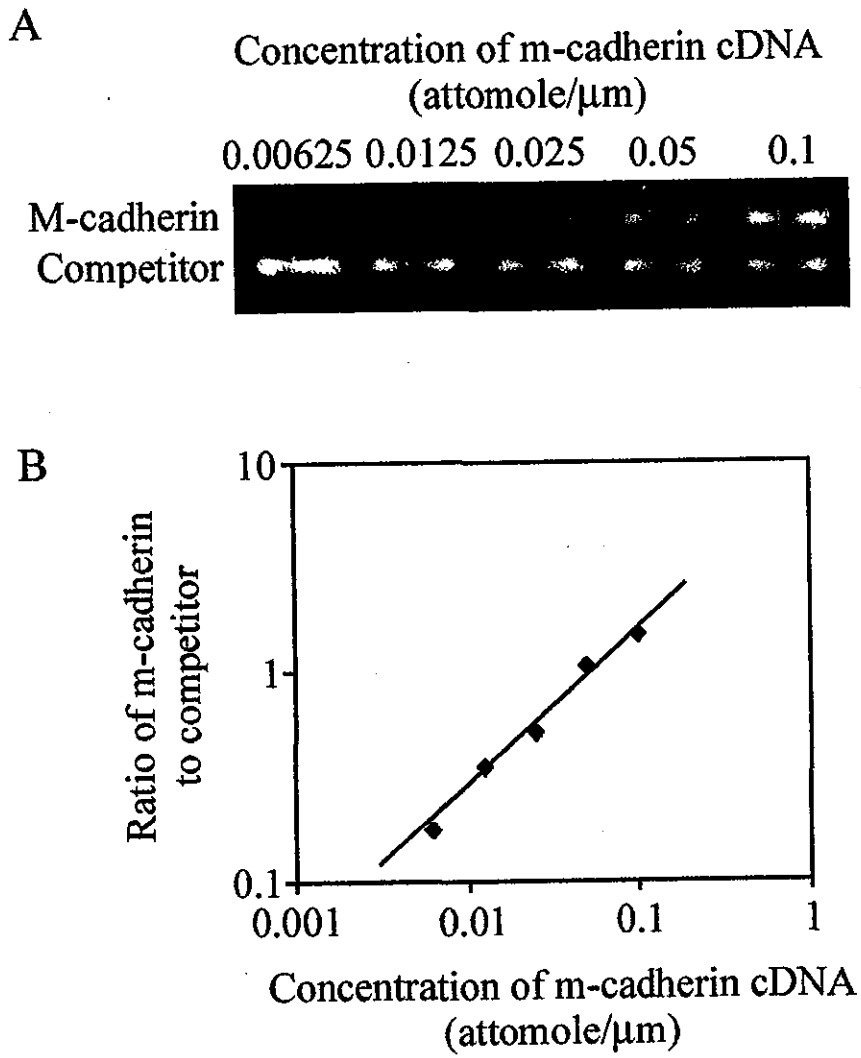 A
Concentration of m-cadherin cDNA
(attomole/μm)
0.00625 0.0125 0.025 0.05 0.1
M-cadherin
Competitor
B
Ratio of m-cadherin
to competitor
10
1
0.1
0.001 0.01 0.1 1
Concentration of m-cadherin cDNA
(attomole/μm)